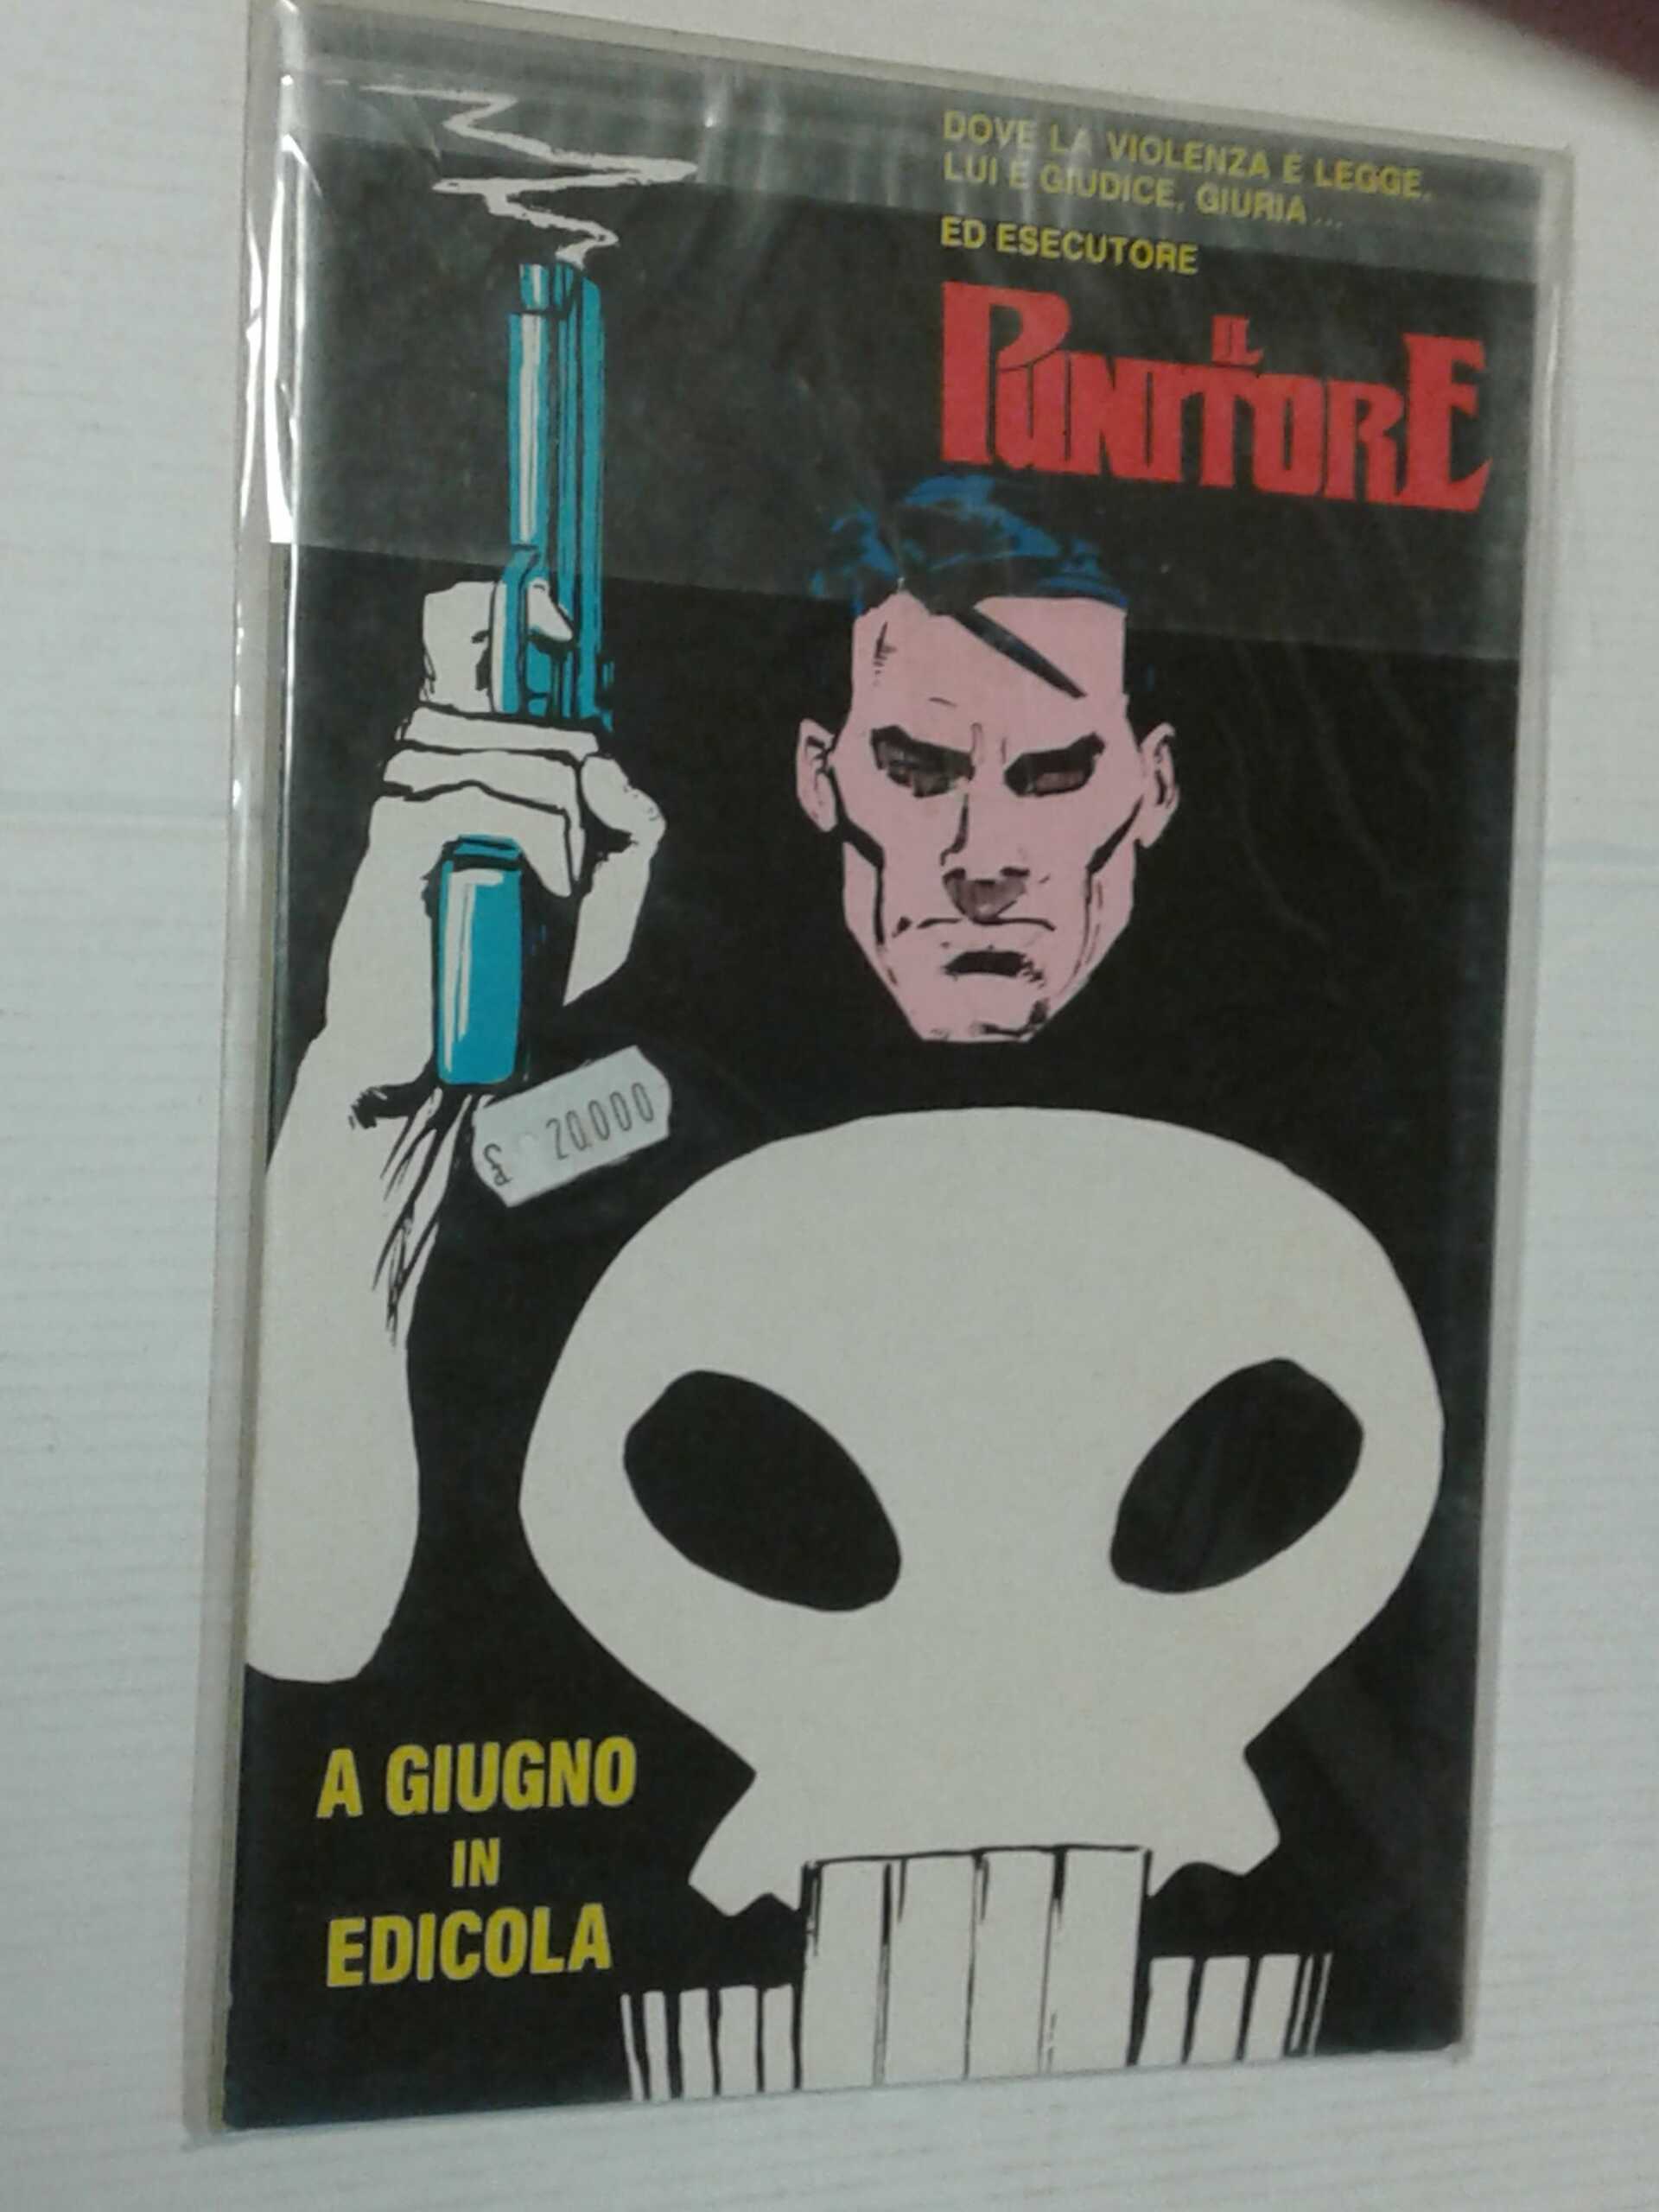 DOVE LA VIOLENZA È LEGGE,
LUI È GIUDICE, GIURIA...
ED ESECUTORE
IL
PUNITORE
£ 20.000
A GIUGNO
IN
EDICOLA